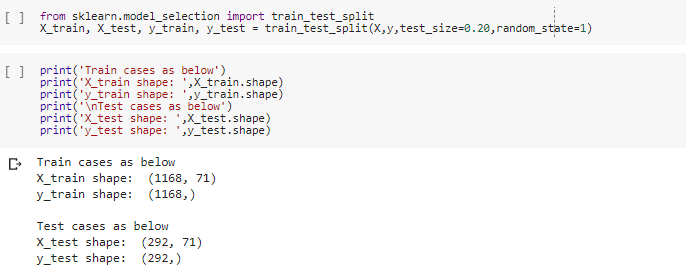 [ ] from sklearn.model_selection import train_test_split
X_train, X_test, y_train, y_test = train_test_split(X,y,test_size=0.20,random_state=1)
[ ] print('Train cases as below')
print('X_train shape: ',X_train.shape)
print('y_train shape: ',y_train.shape)
print('\nTest cases as below')
print('X_test shape: ',X_test.shape)
print('y_test shape: ',y_test.shape)
Train cases as below
X_train shape:  (1168, 71)
y_train shape:  (1168,)
Test cases as below
X_test shape:  (292, 71)
y_test shape:  (292,)